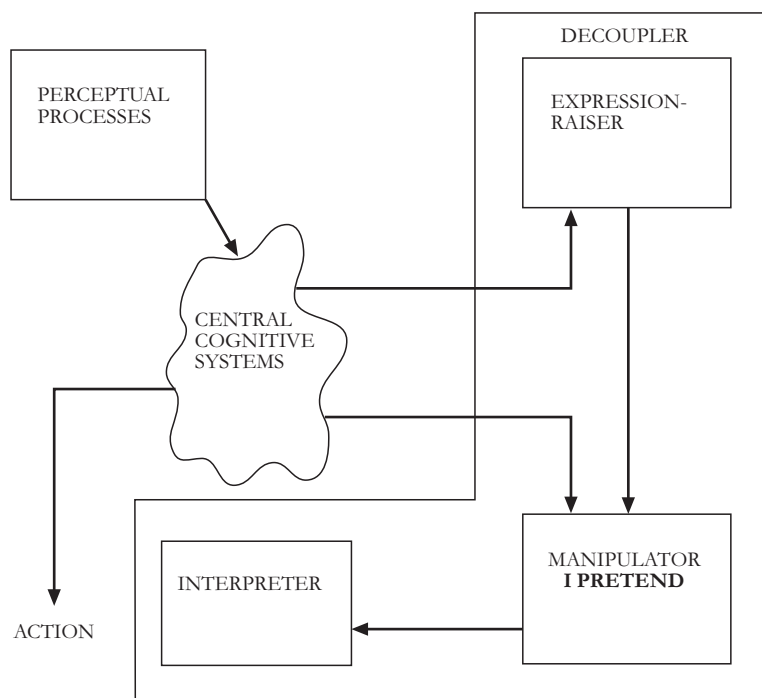 DECOUPLER
PERCEPTUAL
PROCESSES
EXPRESSION-
RAISER
CENTRAL
COGNITIVE
SYSTEMS
MANIPULATOR
I PRETEND
INTERPRETER
ACTION